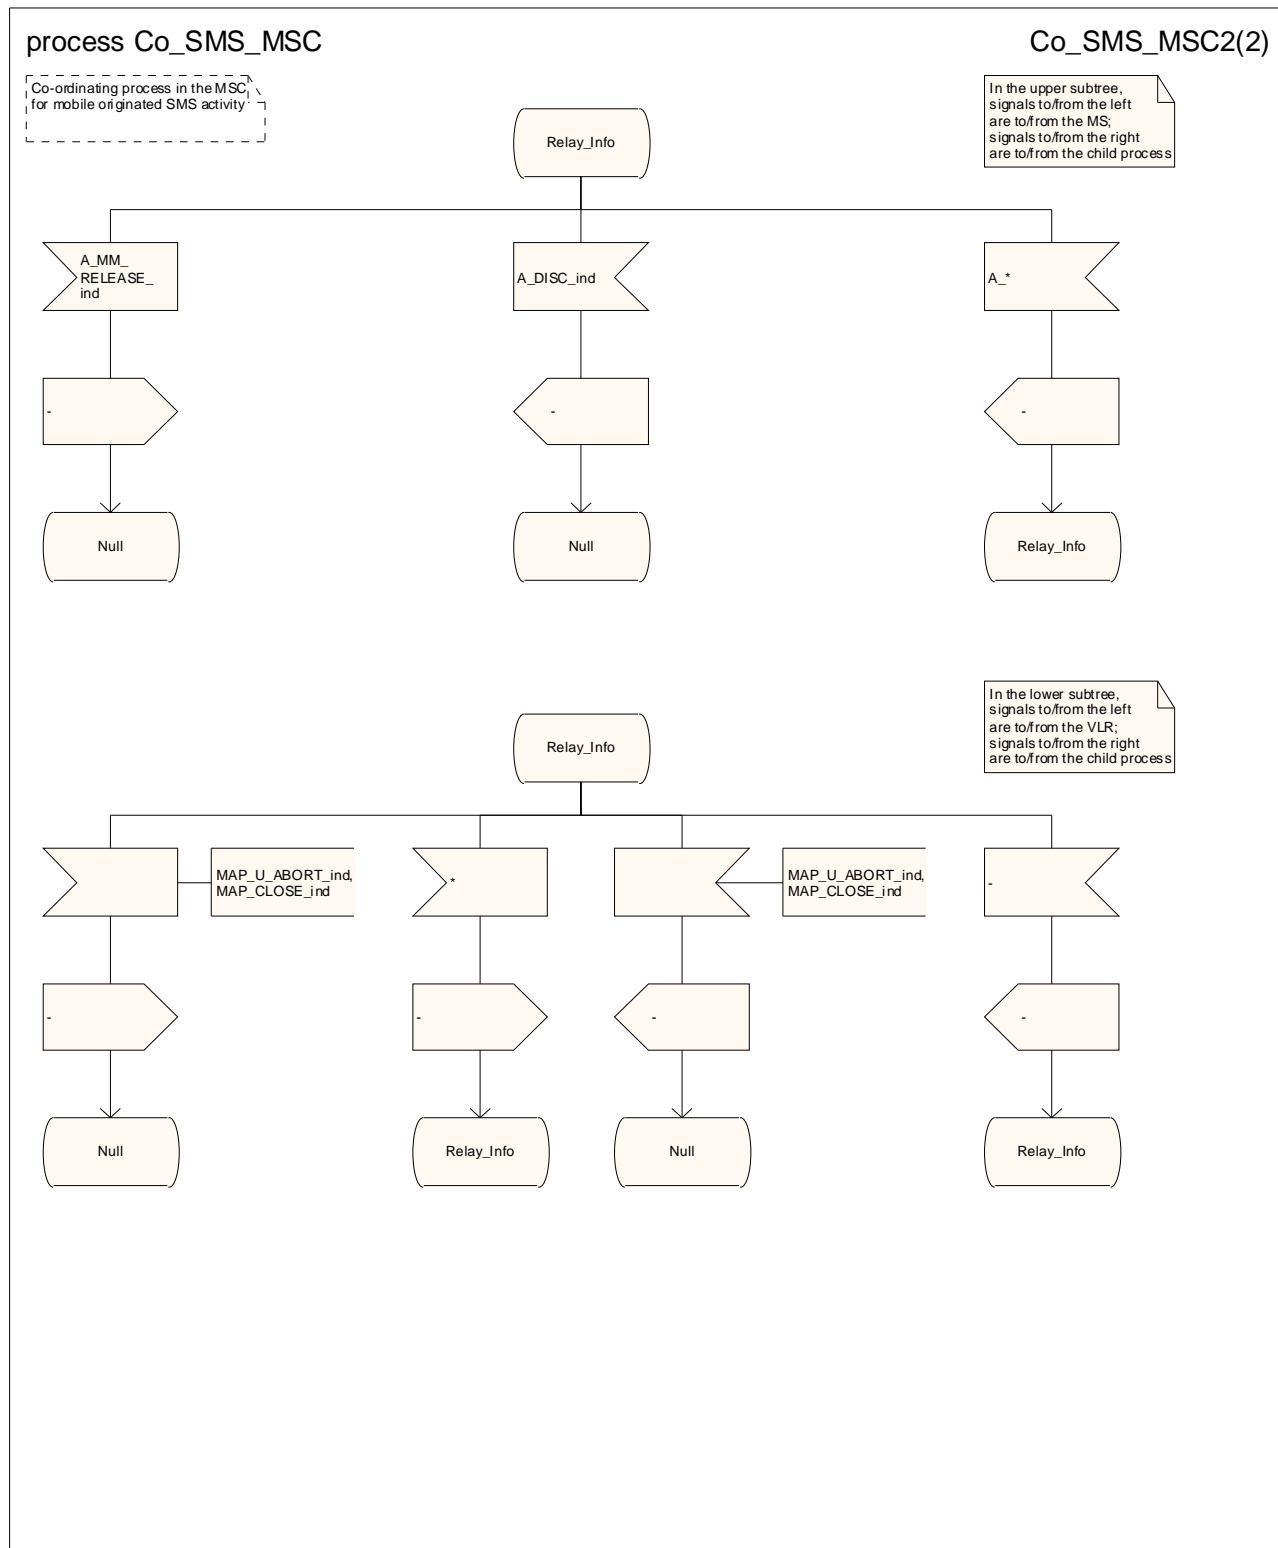 process Co_SMS_MSC
Co_SMS_MSC2(2)
Co-ordinating process in the MSC
for mobile originated SMS activity
In the upper subtree,
signals to/from the left
are to/from the MS;
signals to/from the right
are to/from the child process
Relay_Info
A_MM_
RELEASE_
ind
A_DISC_ind
A_*
-
-
-
Null
Null
Relay_Info
In the lower subtree,
signals to/from the left
are to/from the VLR;
signals to/from the right
are to/from the child process
Relay_Info
MAP_U_ABORT_ind,
MAP_CLOSE_ind
*
MAP_U_ABORT_ind,
MAP_CLOSE_ind
-
-
-
-
-
Null
Relay_Info
Null
Relay_Info